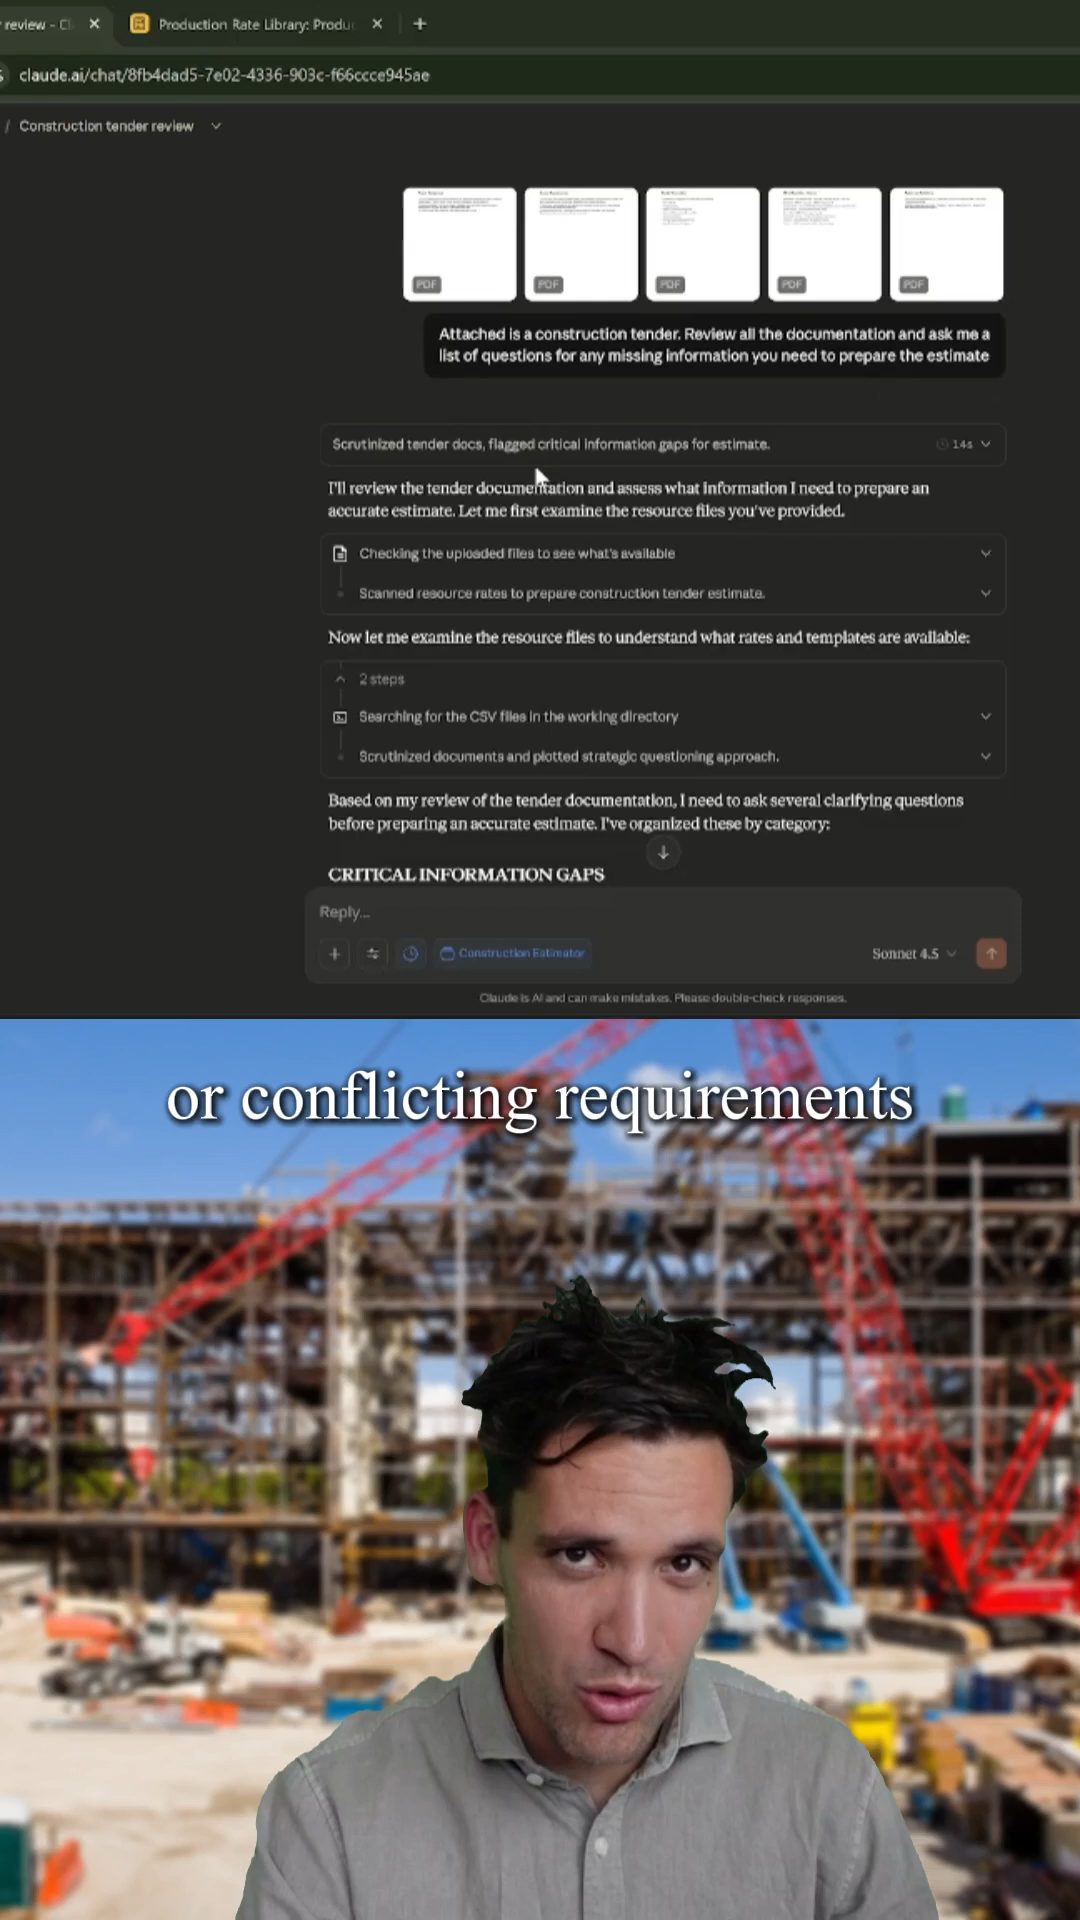 review - Cl
Production Rate Library: Produ
claude.ai/chat/8fb4dad5-7e02-4336-903c-f66ccce945ae
/ Construction tender review
PDF
PDF
PDF
PDF
PDF
Attached is a construction tender. Review all the documentation and ask me a
list of questions for any missing information you need to prepare the estimate
Scrutinized tender docs, flagged critical information gaps for estimate.
14s
I'll review the tender documentation and assess what information I need to prepare an
accurate estimate. Let me first examine the resource files you've provided.
Checking the uploaded files to see what's available
Scanned resource rates to prepare construction tender estimate.
Now let me examine the resource files to understand what rates and templates are available:
2 steps
Searching for the CSV files in the working directory
Scrutinized documents and plotted strategic questioning approach.
Based on my review of the tender documentation, I need to ask several clarifying questions
before preparing an accurate estimate. I've organized these by category:
CRITICAL INFORMATION GAPS
Reply...
Construction Estimator
Sonnet 4.5
Claude is AI and can make mistakes. Please double-check responses.
or conflicting requirements